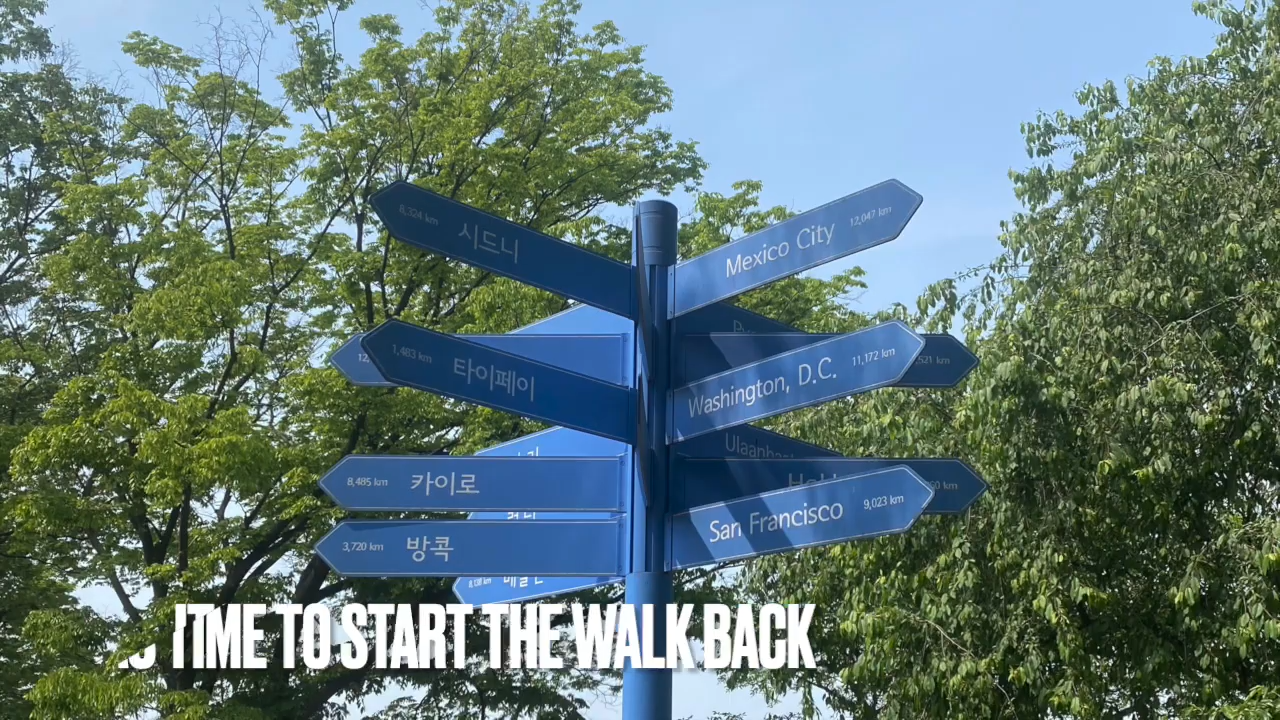 8,324 km 시드니
Mexico City 12,047 km
1,483 km 타이페이
Washington, D.C. 11,172 km
8,485 km 카이로
San Francisco 9,023 km
3,720 km 방콕
TIME TO START THE WALK BACK